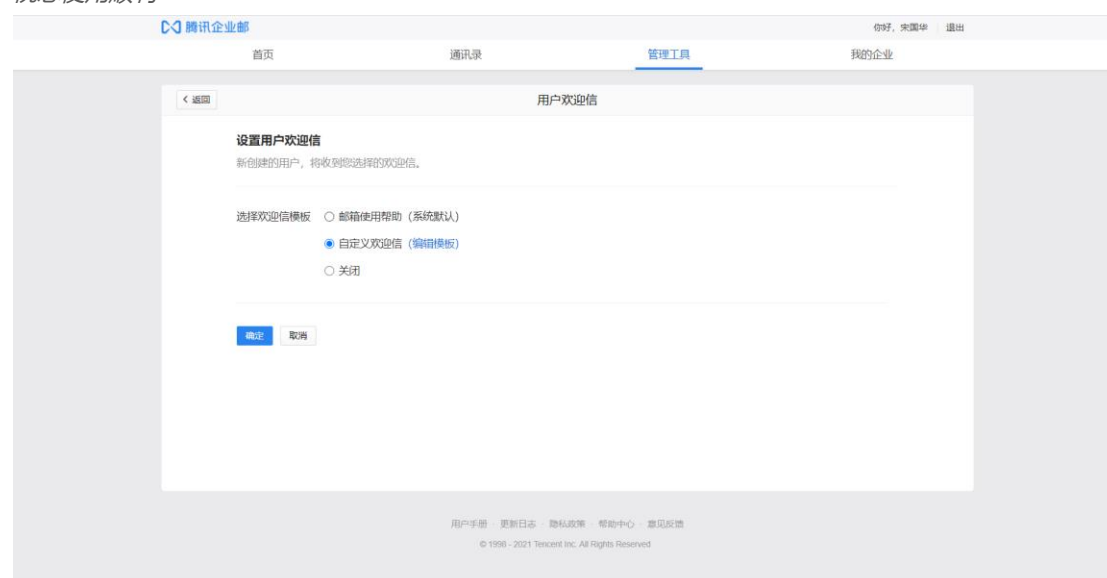 腾讯企业邮 你好，宋国华 退出
首页 通讯录 管理工具 我的企业
返回 用户欢迎信
设置用户欢迎信
新创建的用户，将收到您选择的欢迎信。
选择欢迎信模板 邮箱使用帮助（系统默认）
自定义欢迎信（编辑模板）
关闭
确定 取消
用户手册 更新日志 隐私政策 帮助中心 意见反馈
© 1998 - 2021 Tencent Inc. All Rights Reserved